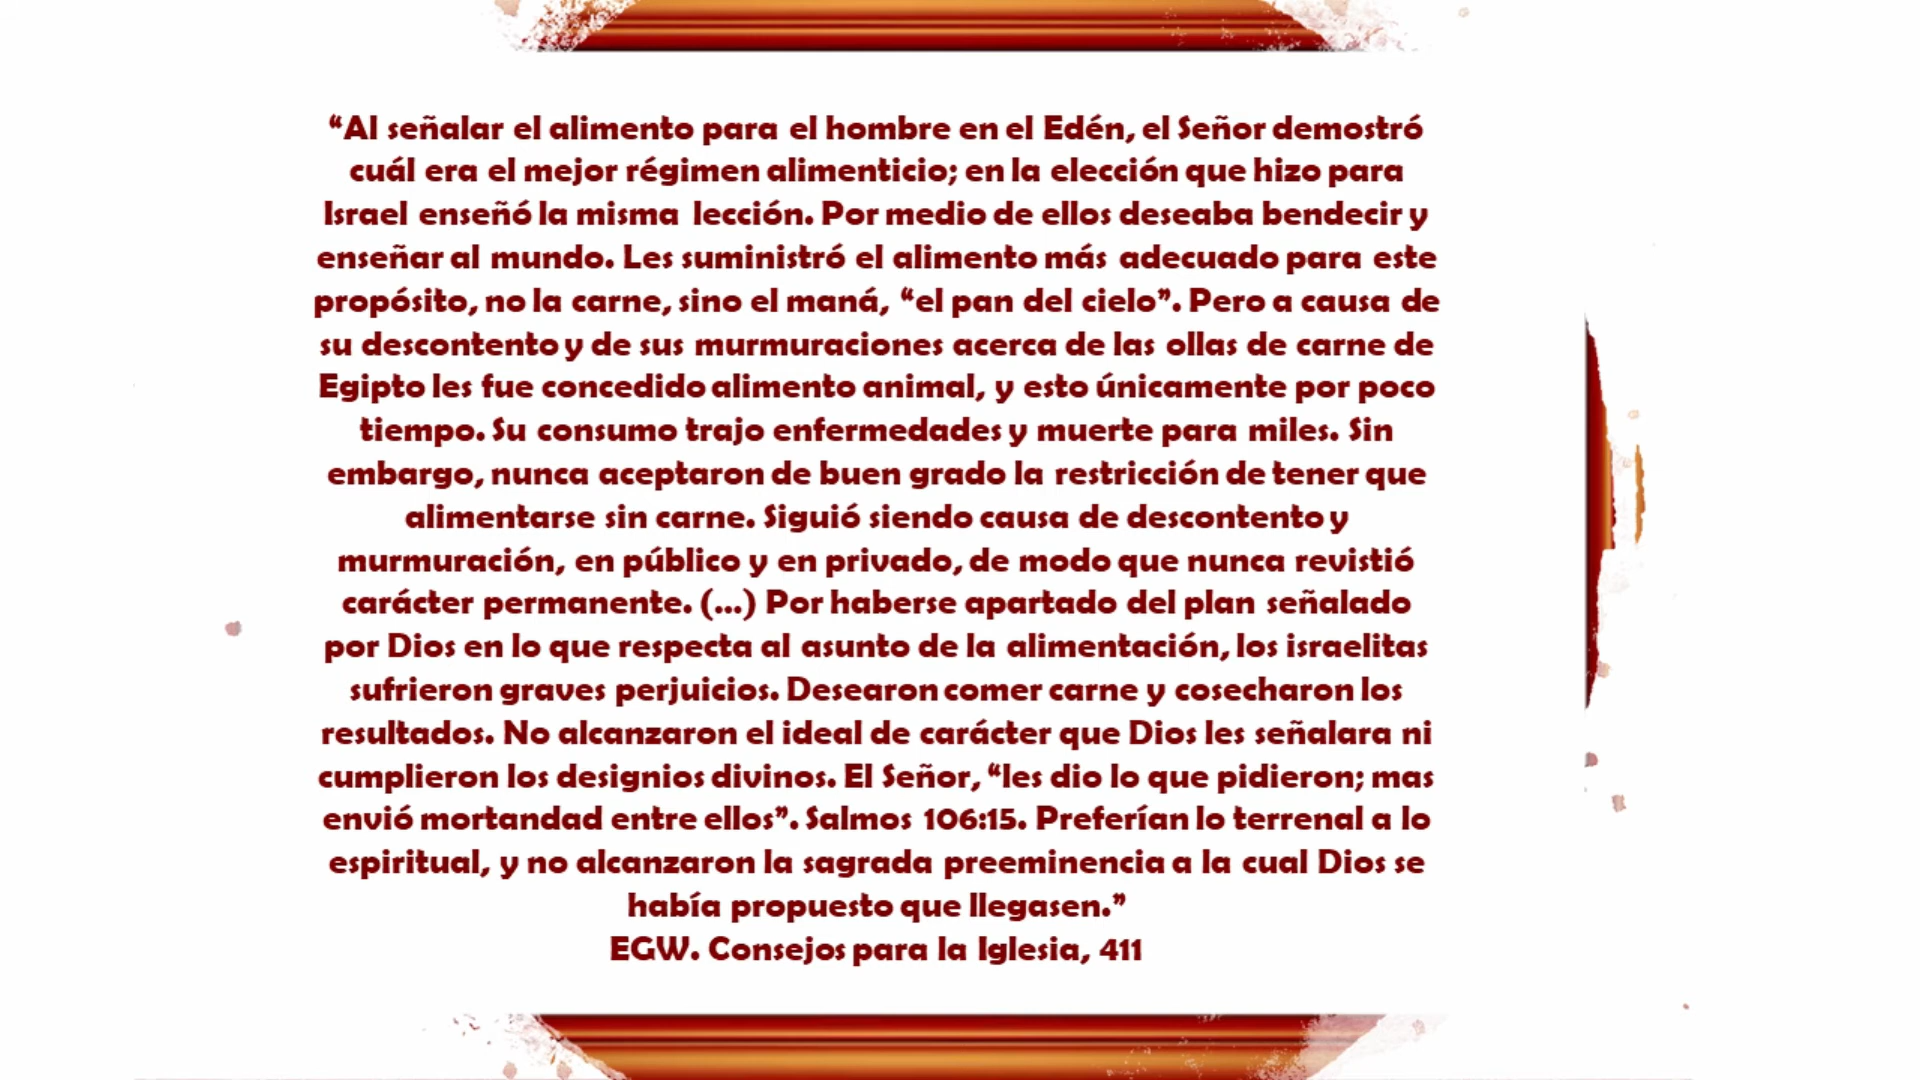 “Al señalar el alimento para el hombre en el Edén, el Señor demostró
cuál era el mejor régimen alimenticio; en la elección que hizo para
Israel enseñó la misma lección. Por medio de ellos deseaba bendecir y
enseñar al mundo. Les suministró el alimento más adecuado para este
propósito, no la carne, sino el maná, “el pan del cielo”. Pero a causa de
su descontento y de sus murmuraciones acerca de las ollas de carne de
Egipto les fue concedido alimento animal, y esto únicamente por poco
tiempo. Su consumo trajo enfermedades y muerte para miles. Sin
embargo, nunca aceptaron de buen grado la restricción de tener que
alimentarse sin carne. Siguió siendo causa de descontento y
murmuración, en público y en privado, de modo que nunca revistió
carácter permanente. (...) Por haberse apartado del plan señalado
por Dios en lo que respecta al asunto de la alimentación, los israelitas
sufrieron graves perjuicios. Desearon comer carne y cosecharon los
resultados. No alcanzaron el ideal de carácter que Dios les señalara ni
cumplieron los designios divinos. El Señor, “les dio lo que pidieron; mas
envió mortandad entre ellos”. Salmos 106:15. Preferían lo terrenal a lo
espiritual, y no alcanzaron la sagrada preeminencia a la cual Dios se
había propuesto que llegasen.”
EGW. Consejos para la Iglesia, 411